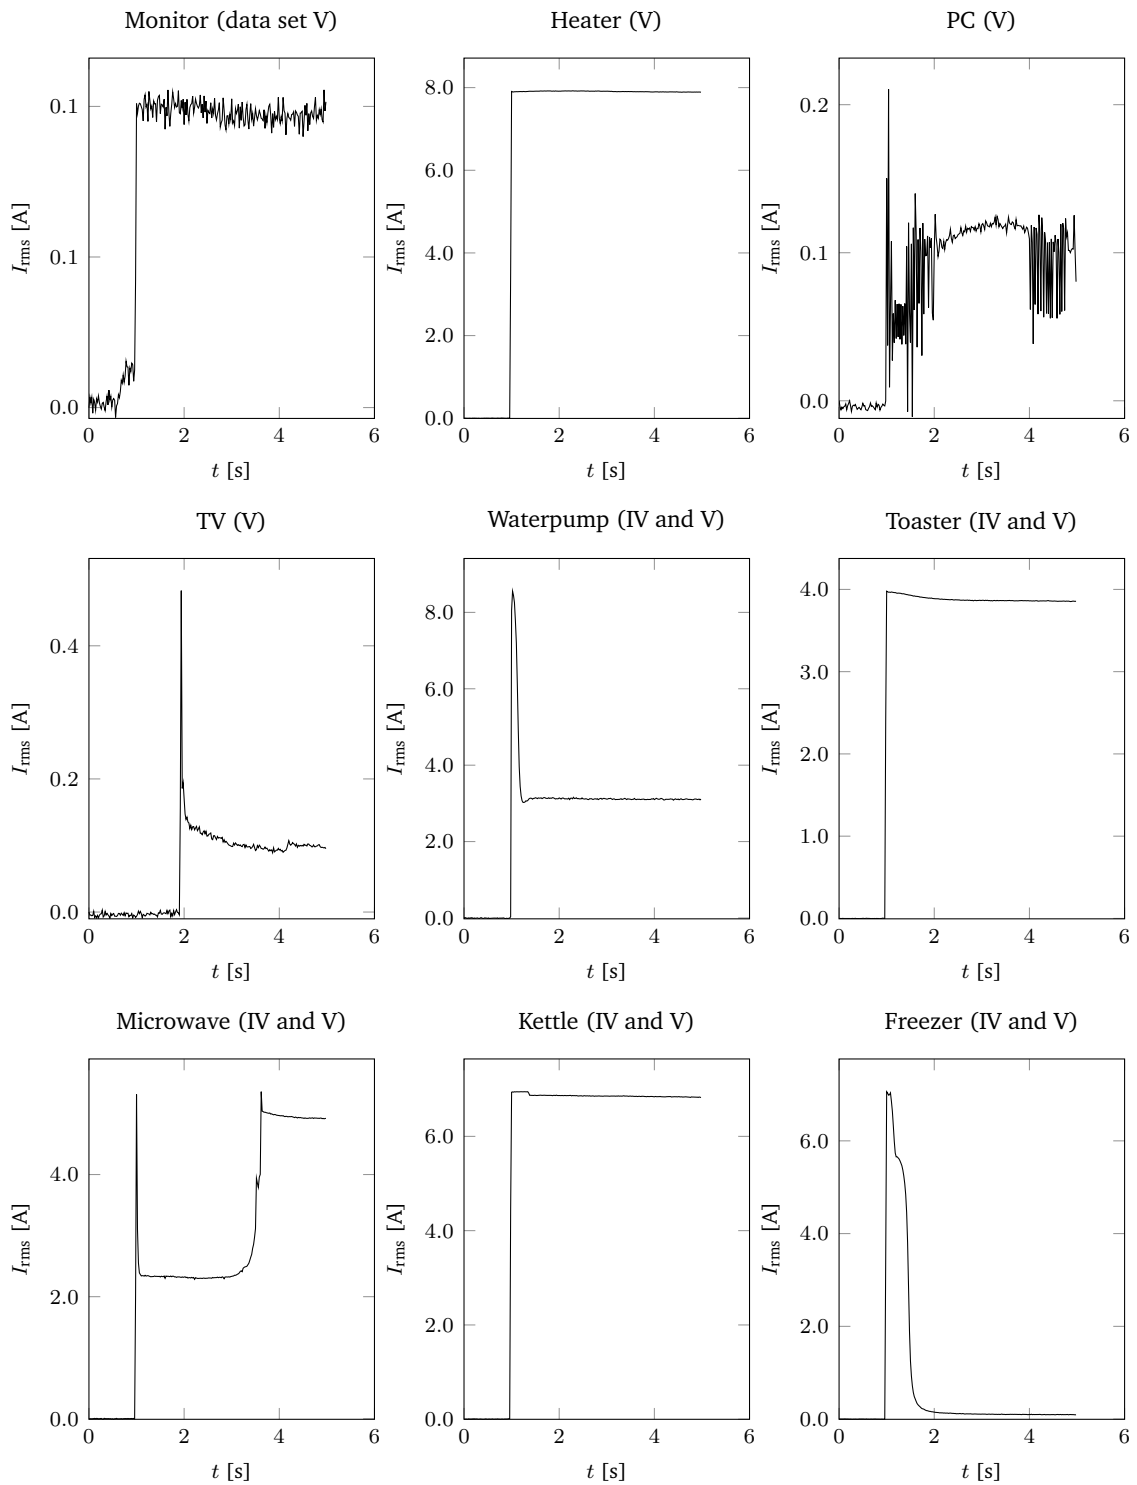 Monitor (data set V)
Heater (V)
PC (V)
0.1
0.1
0.0
I_rms [A]
0 2 4 6
t [s]
8.0
6.0
4.0
2.0
0.0
I_rms [A]
0 2 4 6
t [s]
0.2
0.1
0.0
I_rms [A]
0 2 4 6
t [s]
TV (V)
Waterpump (IV and V)
Toaster (IV and V)
0.4
0.2
0.0
I_rms [A]
0 2 4 6
t [s]
8.0
6.0
4.0
2.0
0.0
I_rms [A]
0 2 4 6
t [s]
4.0
3.0
2.0
1.0
0.0
I_rms [A]
0 2 4 6
t [s]
Microwave (IV and V)
Kettle (IV and V)
Freezer (IV and V)
4.0
2.0
0.0
I_rms [A]
0 2 4 6
t [s]
6.0
4.0
2.0
0.0
I_rms [A]
0 2 4 6
t [s]
6.0
4.0
2.0
0.0
I_rms [A]
0 2 4 6
t [s]